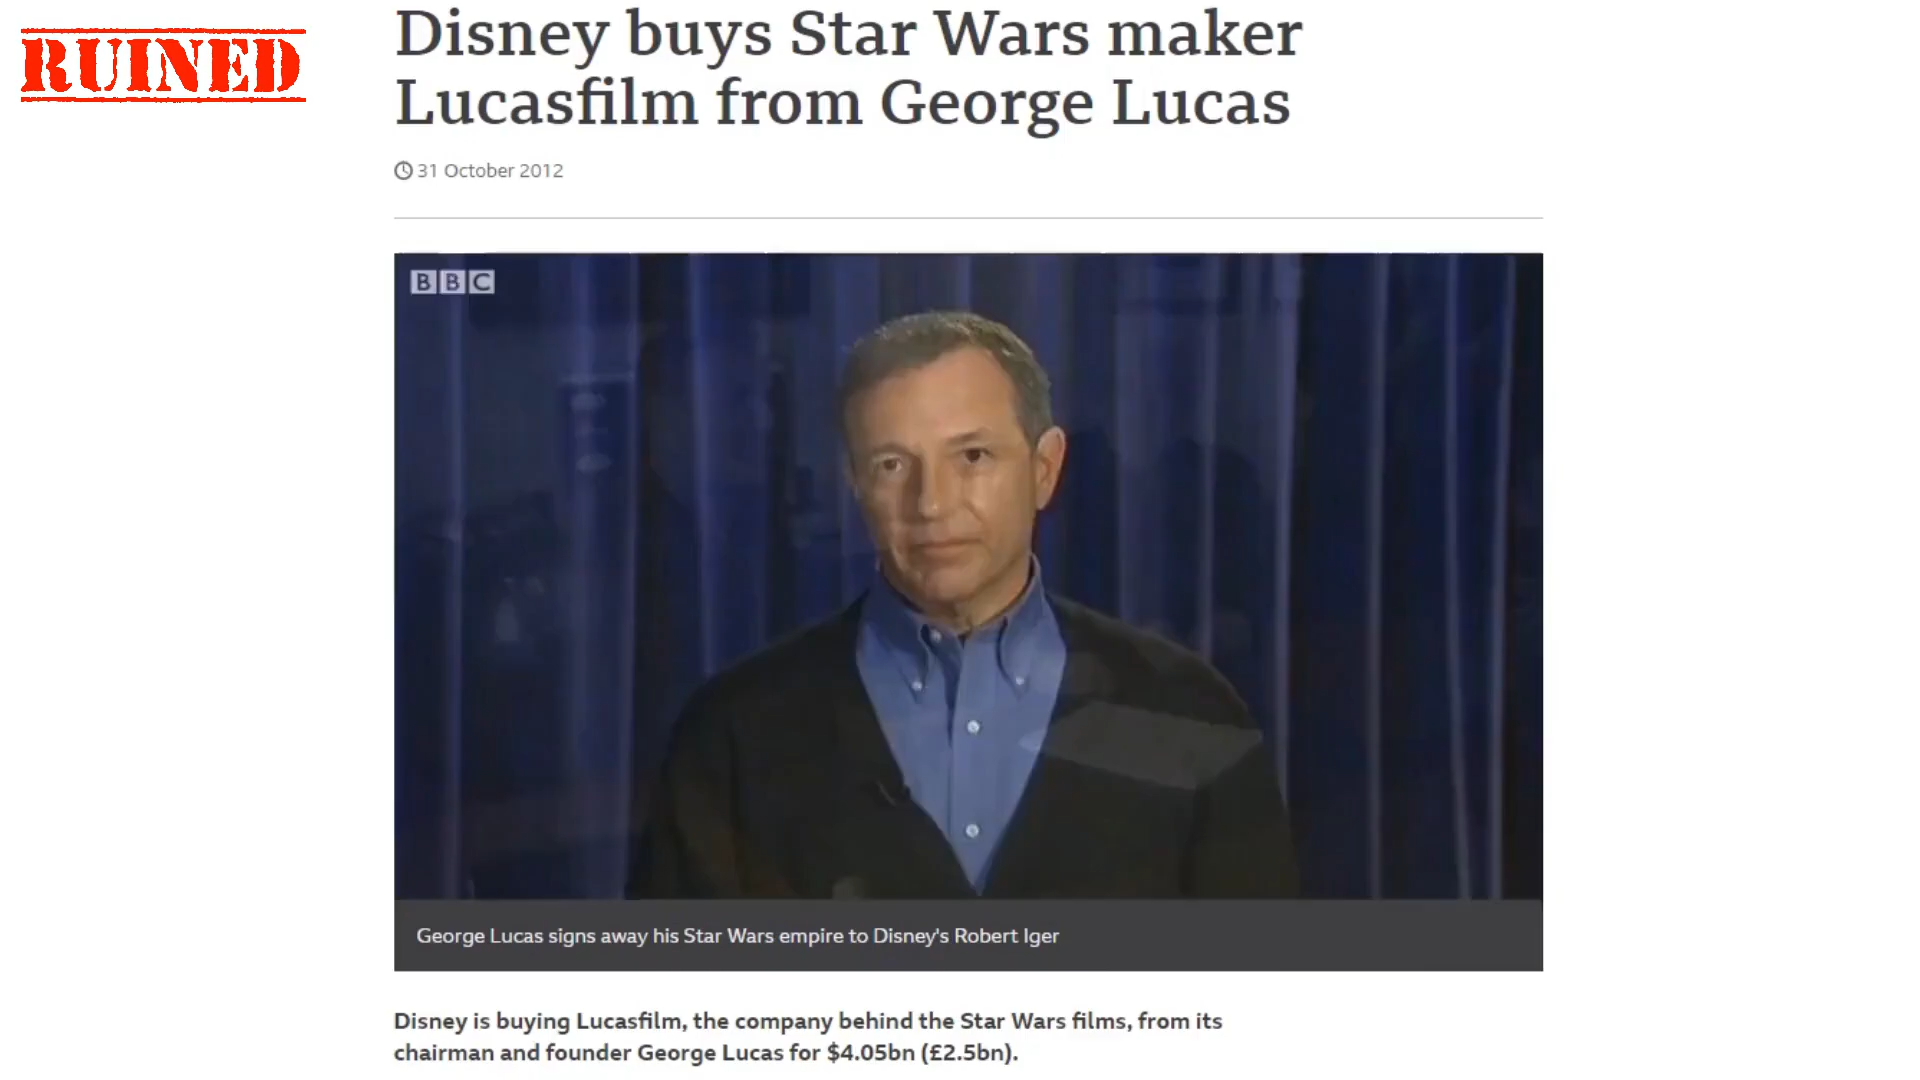 RUINED
Disney buys Star Wars maker
Lucasfilm from George Lucas
31 October 2012
BBC
George Lucas signs away his Star Wars empire to Disney's Robert Iger
Disney is buying Lucasfilm, the company behind the Star Wars films, from its
chairman and founder George Lucas for $4.05bn (£2.5bn).